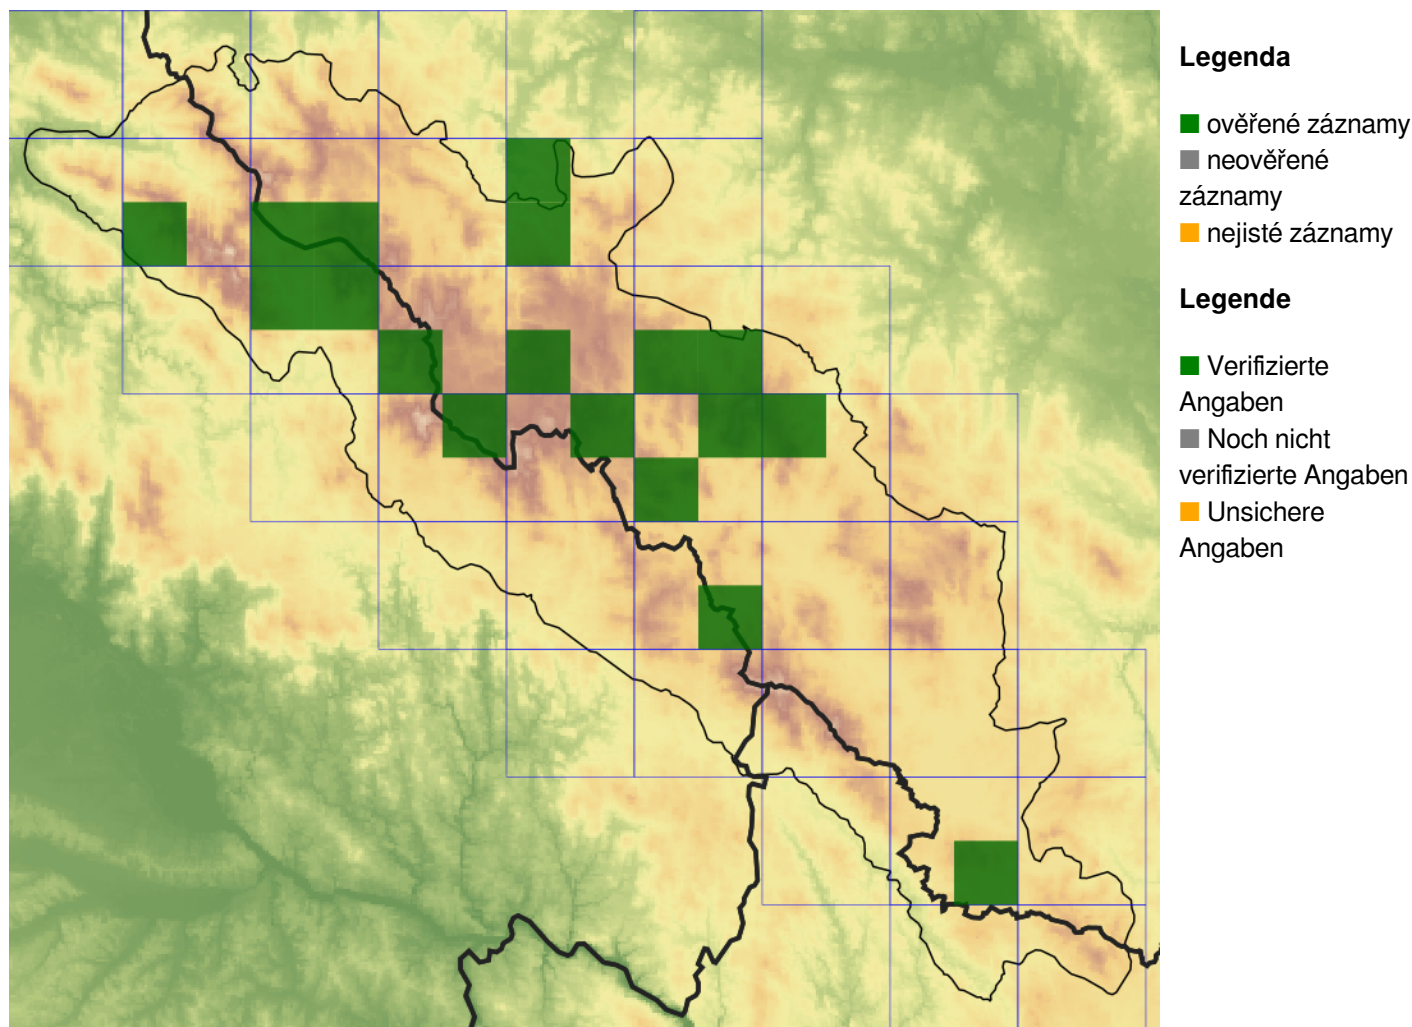 Legenda
ověřené záznamy
neověřené
záznamy
nejisté záznamy
Legende
Verifizierte
Angaben
Noch nicht
verifizierte Angaben
Unsichere
Angaben